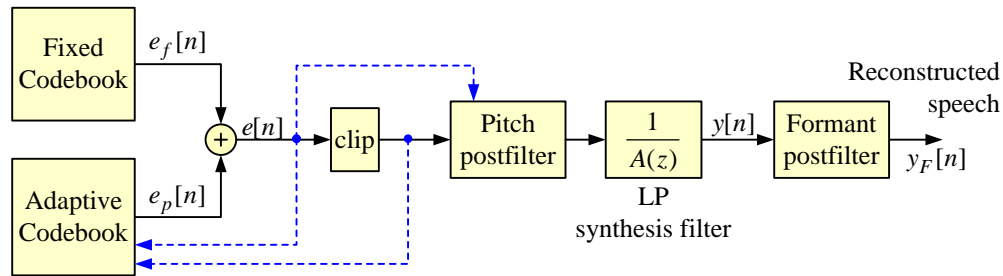 Fixed
Codebook
e_f[n]
Adaptive
Codebook
e_p[n]
+
e[n]
clip
Pitch
postfilter
1
A(z)
LP
synthesis filter
y[n]
Formant
postfilter
Reconstructed
speech
y_F[n]